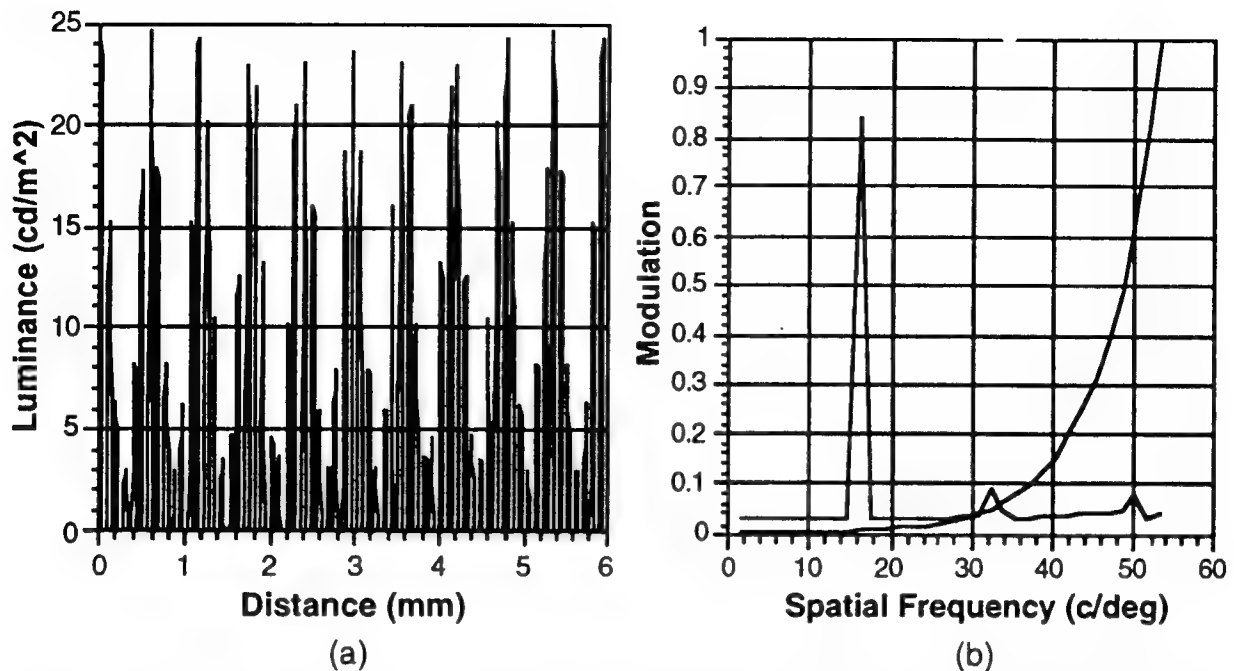 25
20
15
10
5
0
Luminance (cd/m^2)
0 1 2 3 4 5 6
Distance (mm)
(a)
1
0.9
0.8
0.7
0.6
0.5
0.4
0.3
0.2
0.1
0
Modulation
0 10 20 30 40 50 60
Spatial Frequency (c/deg)
(b)